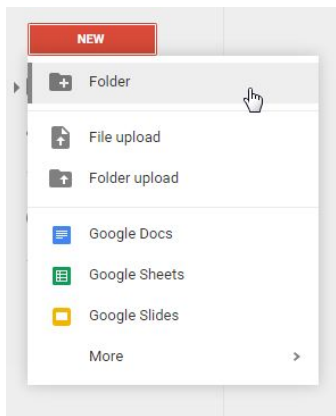 NEW
Folder
File upload
Folder upload
Google Docs
Google Sheets
Google Slides
More